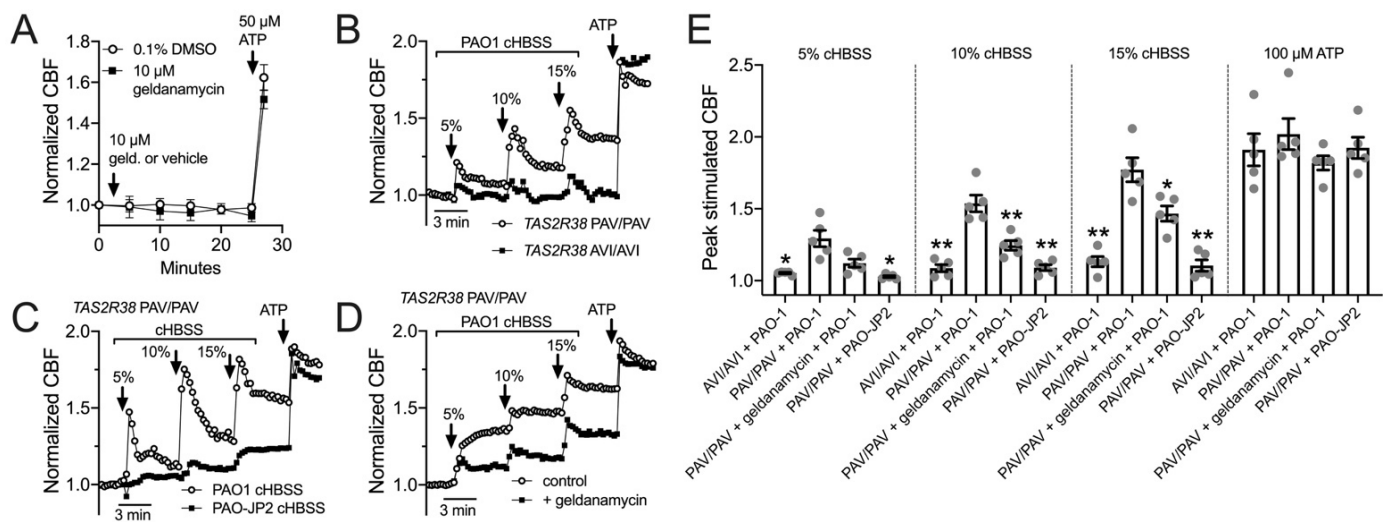 A
Normalized CBF
1.8
1.6
1.4
1.2
1.0
0
10
20
30
Minutes
50 µM
ATP
0.1% DMSO
10 µM
geldanamycin
10 µM
geld. or vehicle
B
Normalized CBF
2.0
1.5
1.0
PAO1 cHBSS
5%
10%
15%
ATP
3 min
TAS2R38 PAV/PAV
TAS2R38 AVI/AVI
C
TAS2R38 PAV/PAV
cHBSS
Normalized CBF
2.0
1.5
1.0
5%
10%
15%
ATP
3 min
PAO1 cHBSS
PAO-JP2 cHBSS
D
TAS2R38 PAV/PAV
PAO1 cHBSS
Normalized CBF
2.0
1.5
1.0
5%
10%
15%
ATP
3 min
control
+ geldanamycin
E
5% cHBSS
10% cHBSS
15% cHBSS
100 µM ATP
Peak stimulated CBF
2.5
2.0
1.5
1.0
*
*
**
**
**
**
*
**
AVI/AVI + PAO-1
PAV/PAV + PAO-1
PAV/PAV + geldanamycin + PAO-1
PAV/PAV + PAO-JP2
AVI/AVI + PAO-1
PAV/PAV + PAO-1
PAV/PAV + geldanamycin + PAO-1
PAV/PAV + PAO-JP2
AVI/AVI + PAO-1
PAV/PAV + PAO-1
PAV/PAV + geldanamycin + PAO-1
PAV/PAV + PAO-JP2
AVI/AVI + PAO-1
PAV/PAV + PAO-1
PAV/PAV + geldanamycin + PAO-1
PAV/PAV + PAO-JP2